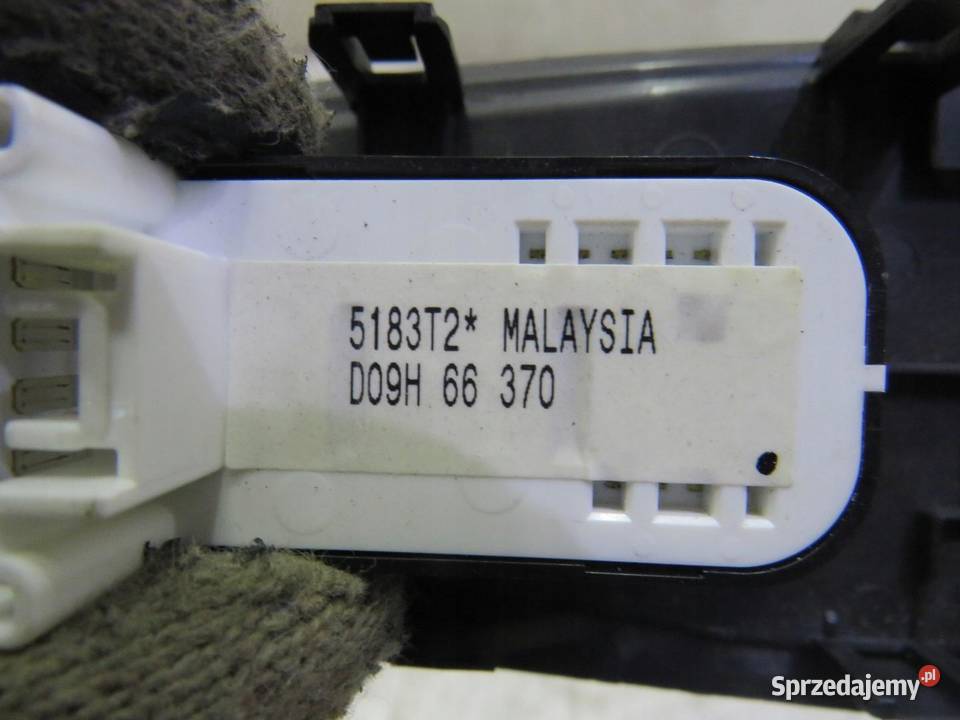 5183T2* MALAYSIA
D09H 66 370
Sprzedajemy.pl